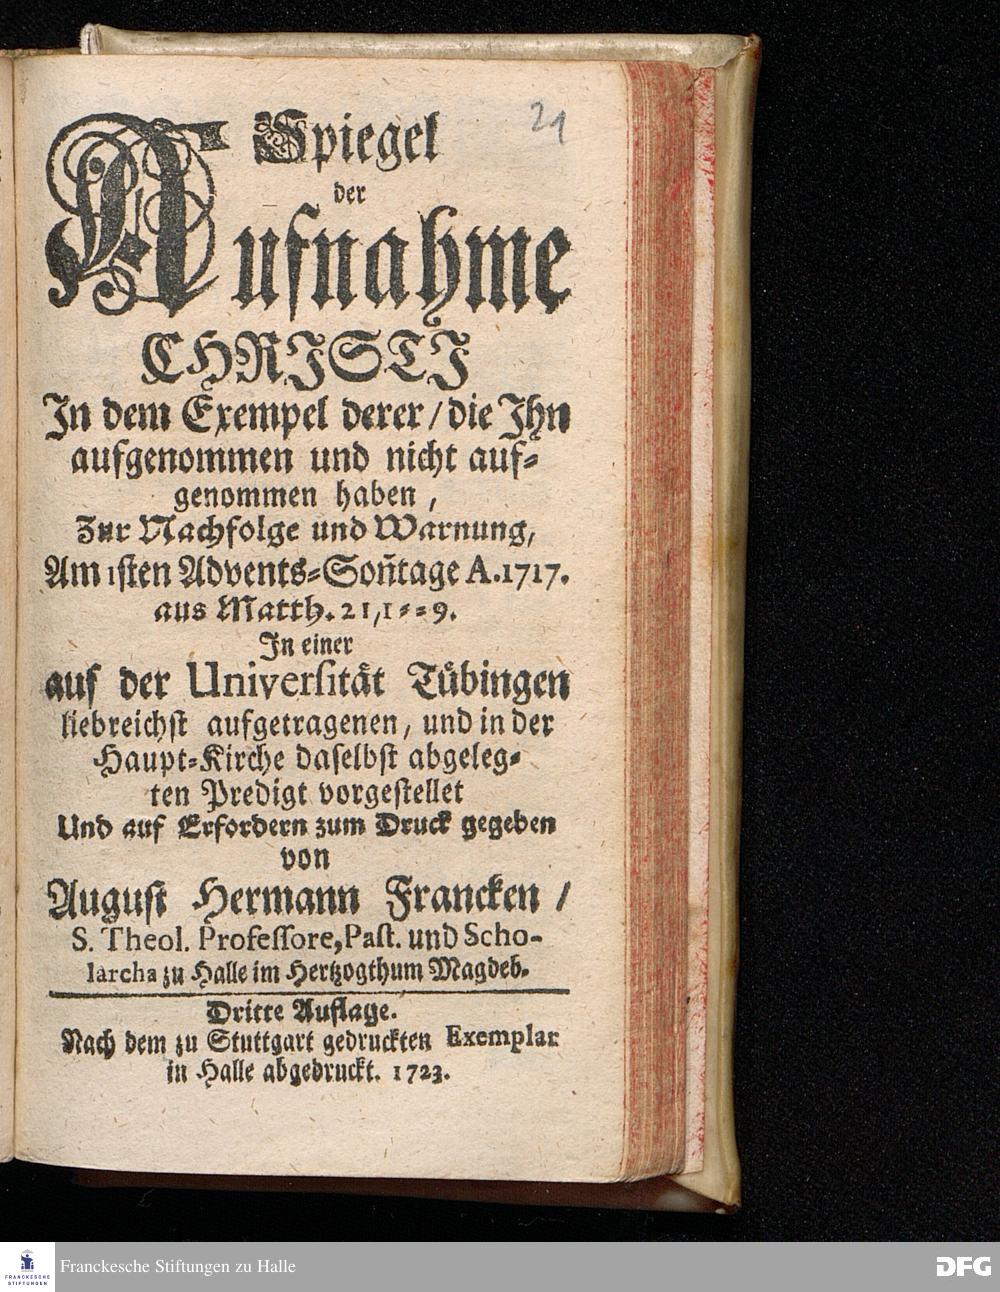 21
Spiegel
der
Aufnahme
CHRISTI
In dem Exempel derer / die Ihn
aufgenommen und nicht auf-
genommen haben,
Zur Nachfolge und Warnung,
Am 1sten Advents-Soñtage A. 1717.
aus Matth. 21, 1--9.
In einer
auf der Universität Tübingen
liebreichst aufgetragenen, und in der
Haupt-Kirche daselbst abgeleg-
ten Predigt vorgestellet
Und auf Erfordern zum Druck gegeben
von
August Hermann Francken /
S. Theol. Professore, Past. und Scho-
larcha zu Halle im Hertzogthum Magdeb.
Dritte Auflage.
Nach dem zu Stuttgart gedruckten Exemplar
in Halle abgedruckt. 1723.
FRANCKESCHE
STIFTUNGEN
Franckesche Stiftungen zu Halle
DFG